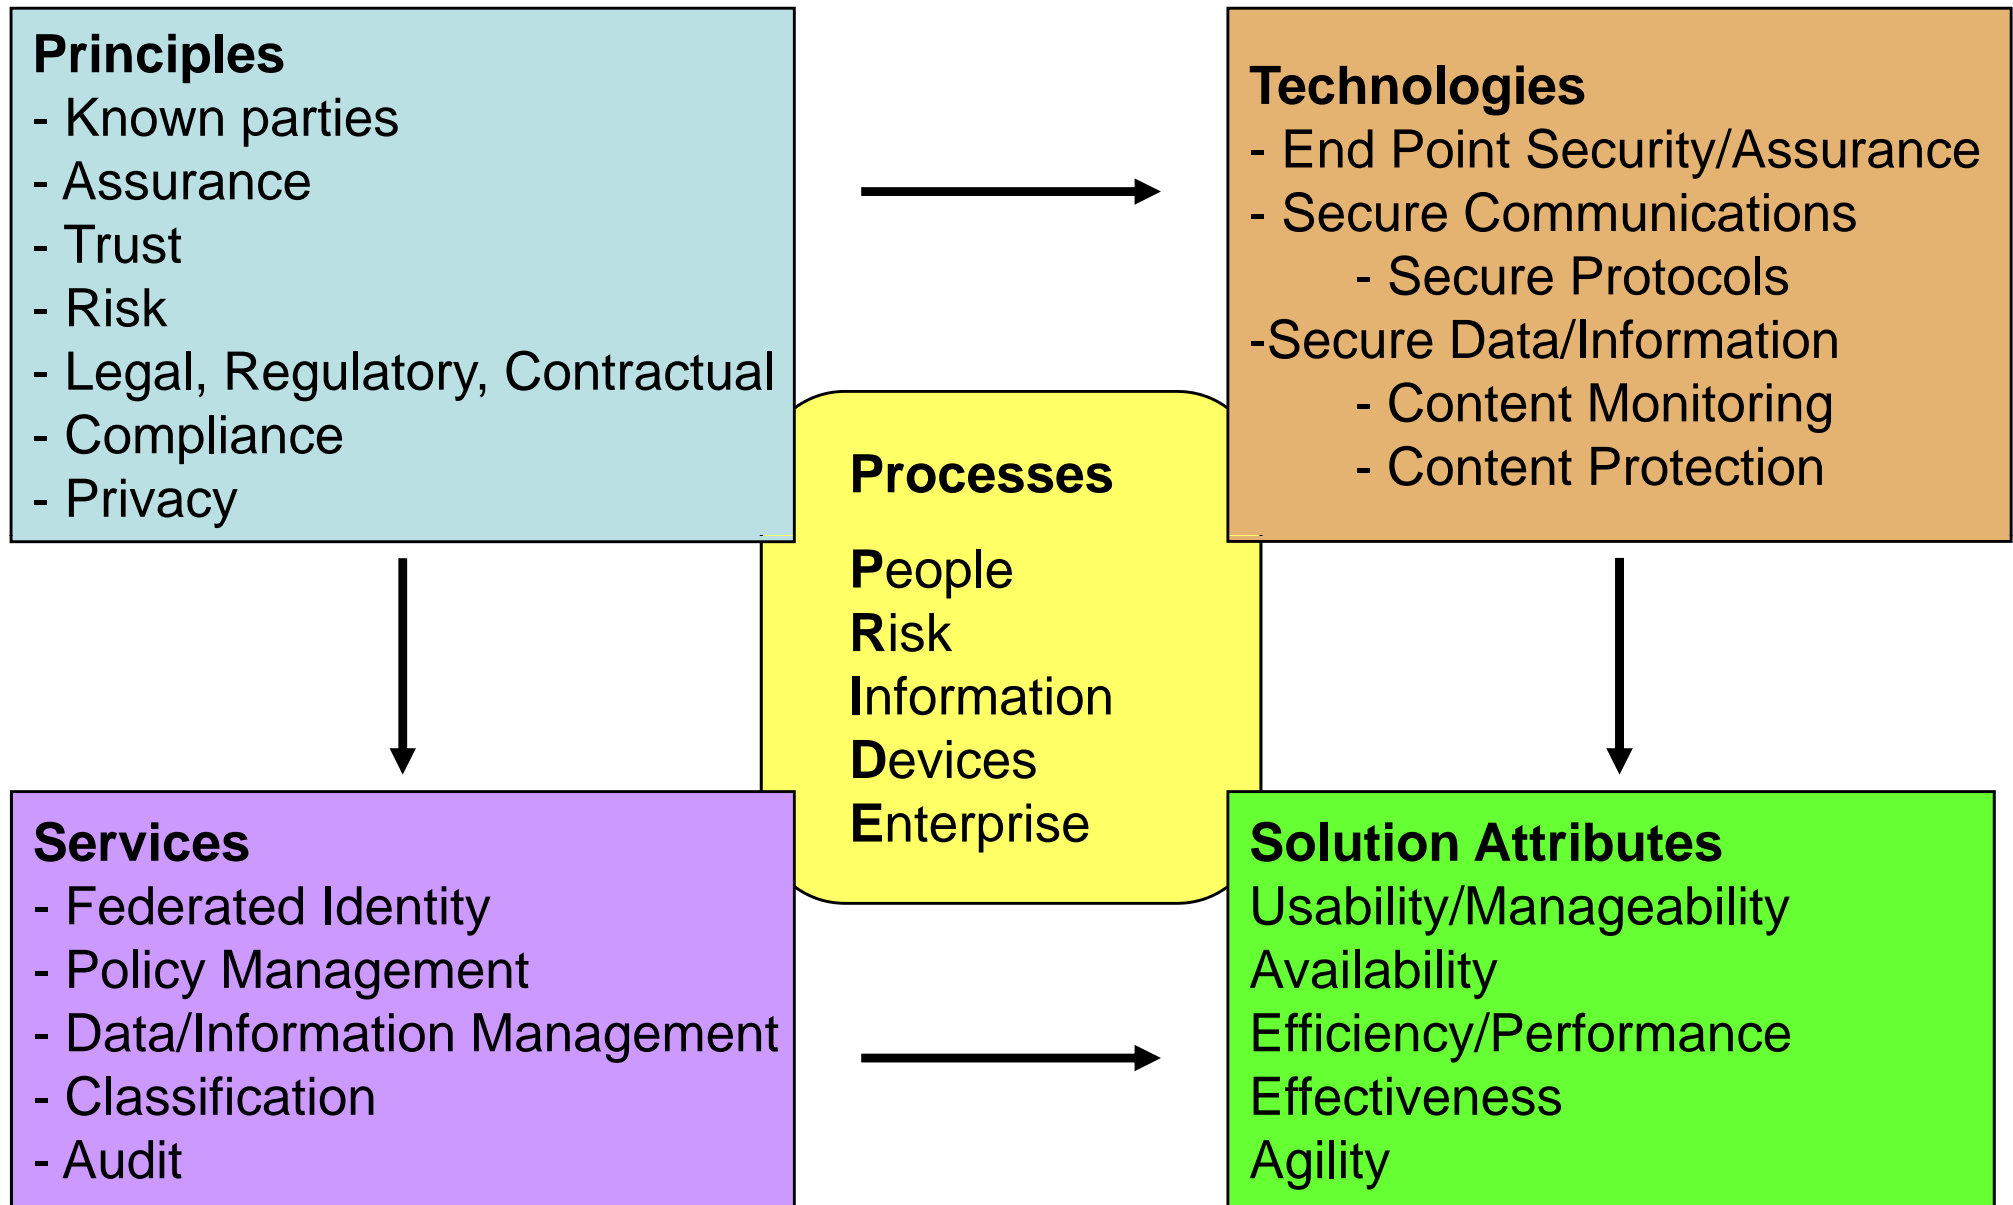 Principles
- Known parties
- Assurance
- Trust
- Risk
- Legal, Regulatory, Contractual
- Compliance
- Privacy
Technologies
- End Point Security/Assurance
- Secure Communications
- Secure Protocols
-Secure Data/Information
- Content Monitoring
- Content Protection
Processes
People
Risk
Information
Devices
Enterprise
Services
- Federated Identity
- Policy Management
- Data/Information Management
- Classification
- Audit
Solution Attributes
Usability/Manageability
Availability
Efficiency/Performance
Effectiveness
Agility